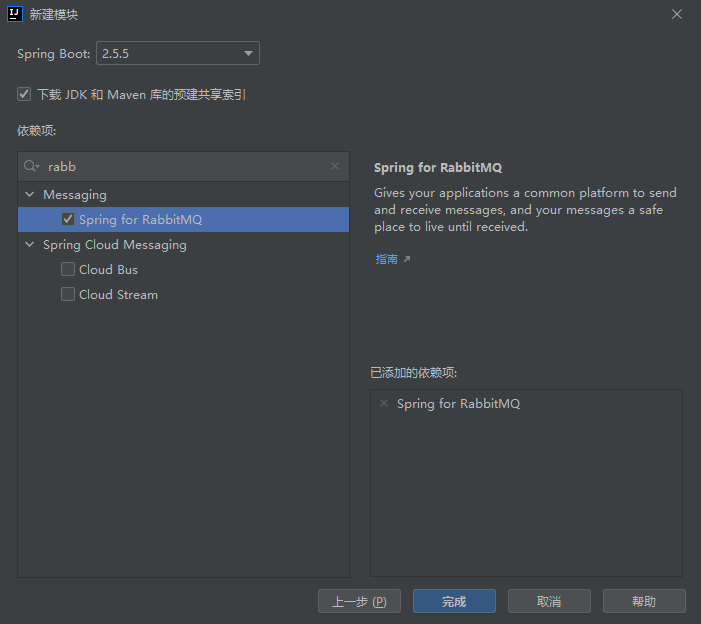 新建模块
Spring Boot: 2.5.5
下载 JDK 和 Maven 库的预建共享索引
依赖项:
rabb
Messaging
Spring for RabbitMQ
Spring Cloud Messaging
Cloud Bus
Cloud Stream
Spring for RabbitMQ
Gives your applications a common platform to send
and receive messages, and your messages a safe
place to live until received.
指南
已添加的依赖项:
Spring for RabbitMQ
上一步 (P)
完成
取消
帮助